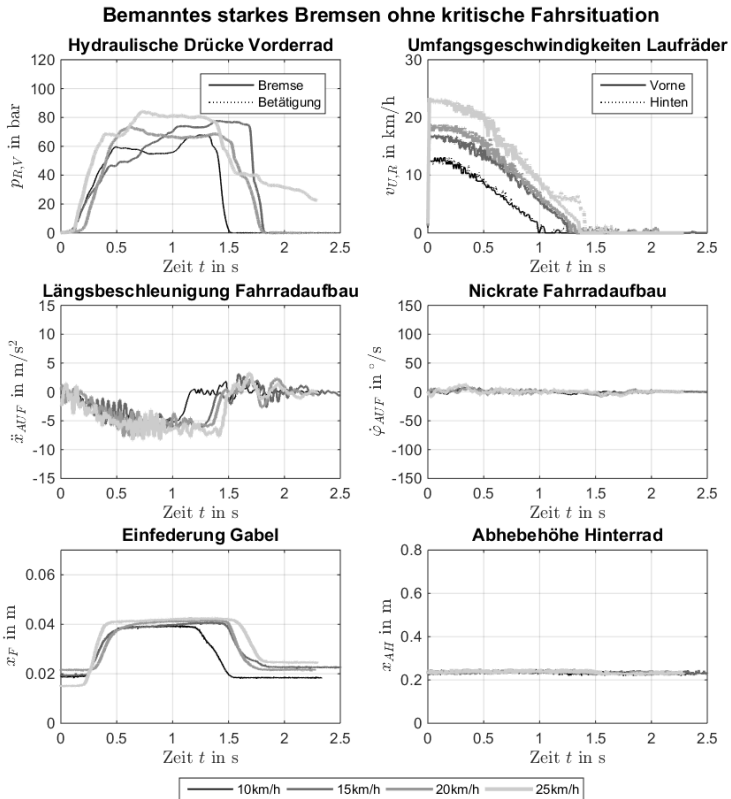 Bemanntes starkes Bremsen ohne kritische Fahrsituation
Hydraulische Drücke Vorderrad
120
100
80
60
40
20
0
p_{R,V} in bar
Bremse
Betätigung
0 0.5 1 1.5 2 2.5
Zeit t in s
Umfangsgeschwindigkeiten Laufräder
30
20
10
0
v_{U,R} in km/h
Vorne
Hinten
0 0.5 1 1.5 2 2.5
Zeit t in s
Längsbeschleunigung Fahrradaufbau
15
10
5
0
-5
-10
-15
ẍ_{AUF} in m/s²
0 0.5 1 1.5 2 2.5
Zeit t in s
Nickrate Fahrradaufbau
150
100
50
0
-50
-100
-150
φ̇_{AUF} in °/s
0 0.5 1 1.5 2 2.5
Zeit t in s
Einfederung Gabel
0.06
0.04
0.02
0
x_F in m
0 0.5 1 1.5 2 2.5
Zeit t in s
Abhebehöhe Hinterrad
0.8
0.6
0.4
0.2
0
x_{AH} in m
0 0.5 1 1.5 2 2.5
Zeit t in s
10km/h 15km/h 20km/h 25km/h